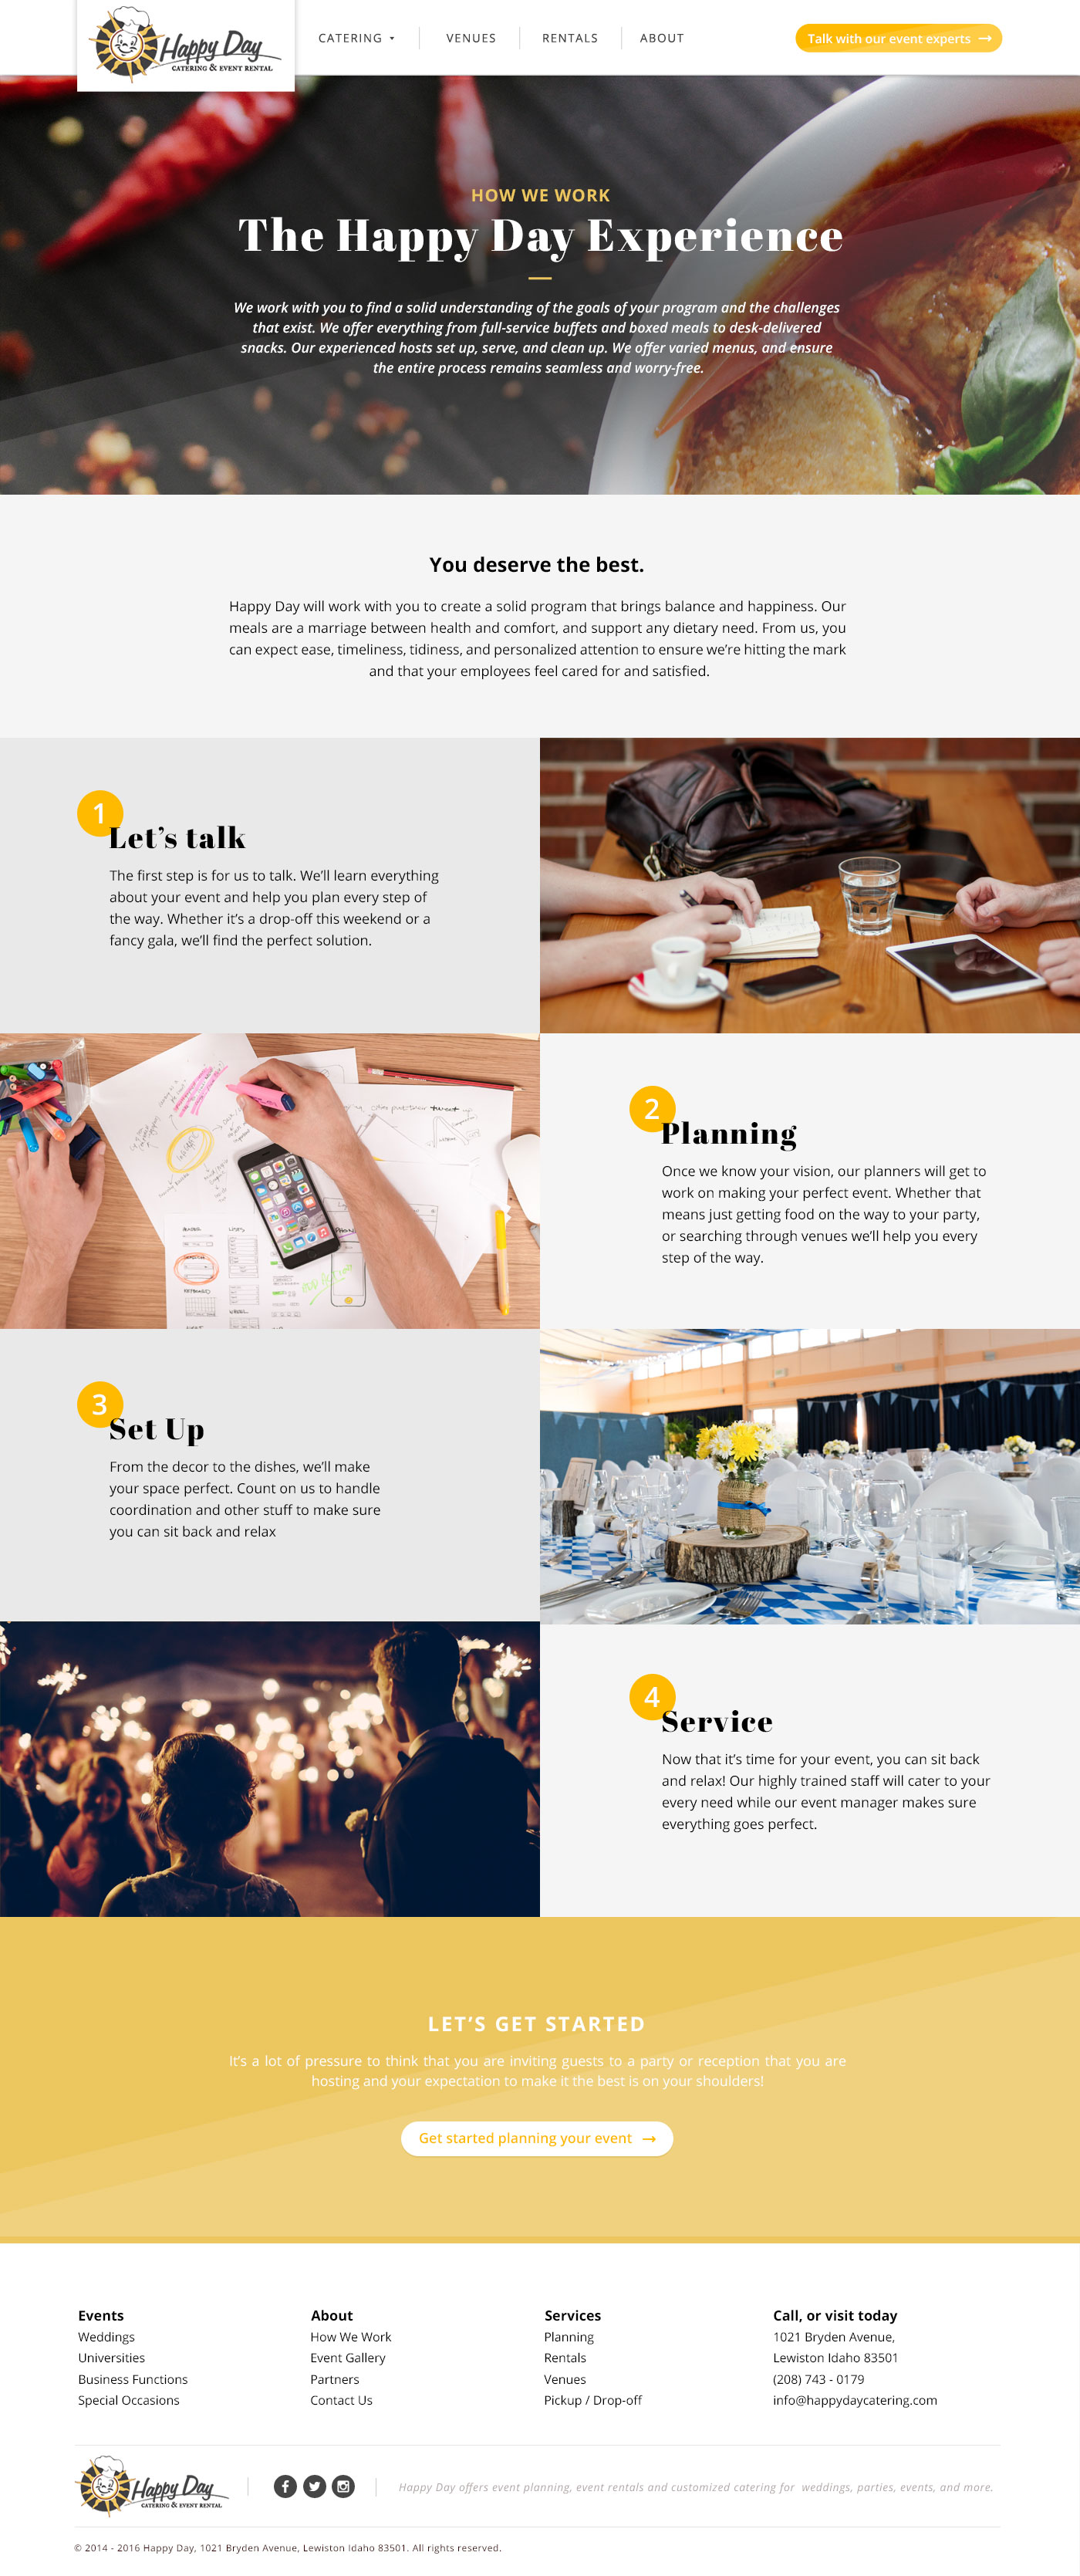 Happy Day
CATERING & EVENT RENTAL
CATERING
VENUES
RENTALS
ABOUT
Talk with our event experts →
HOW WE WORK
The Happy Day Experience
We work with you to find a solid understanding of the goals of your program and the challenges
that exist. We offer everything from full-service buffets and boxed meals to desk-delivered
snacks. Our experienced hosts set up, serve, and clean up. We offer varied menus, and ensure
the entire process remains seamless and worry-free.
You deserve the best.
Happy Day will work with you to create a solid program that brings balance and happiness. Our
meals are a marriage between health and comfort, and support any dietary need. From us, you
can expect ease, timeliness, tidiness, and personalized attention to ensure we're hitting the mark
and that your employees feel cared for and satisfied.
1
Let's talk
The first step is for us to talk. We'll learn everything
about your event and help you plan every step of
the way. Whether it's a drop-off this weekend or a
fancy gala, we'll find the perfect solution.
2
Planning
Once we know your vision, our planners will get to
work on making your perfect event. Whether that
means just getting food on the way to your party,
or searching through venues we'll help you every
step of the way.
3
Set Up
From the decor to the dishes, we'll make
your space perfect. Count on us to handle
coordination and other stuff to make sure
you can sit back and relax
4
Service
Now that it's time for your event, you can sit back
and relax! Our highly trained staff will cater to your
every need while our event manager makes sure
everything goes perfect.
LET'S GET STARTED
It's a lot of pressure to think that you are inviting guests to a party or reception that you are
hosting and your expectation to make it the best is on your shoulders!
Get started planning your event →
Events
Weddings
Universities
Business Functions
Special Occasions
About
How We Work
Event Gallery
Partners
Contact Us
Services
Planning
Rentals
Venues
Pickup / Drop-off
Call, or visit today
1021 Bryden Avenue,
Lewiston Idaho 83501
(208) 743 - 0179
info@happydaycatering.com
Happy Day
CATERING & EVENT RENTAL
Happy Day offers event planning, event rentals and customized catering for weddings, parties, events, and more.
© 2014 - 2016 Happy Day, 1021 Bryden Avenue, Lewiston Idaho 83501. All rights reserved.